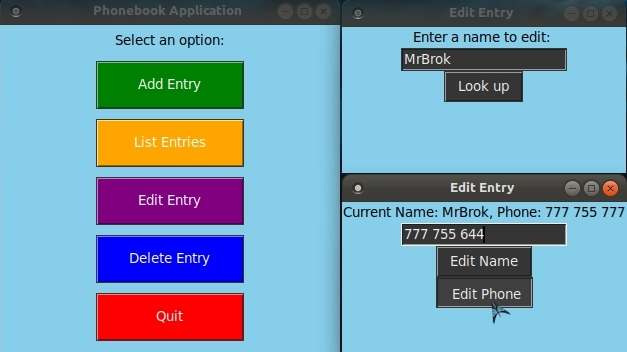 Phonebook Application
Select an option:
Add Entry
List Entries
Edit Entry
Delete Entry
Quit
Edit Entry
Enter a name to edit:
MrBrok
Look up
Edit Entry
Current Name: MrBrok, Phone: 777 755 777
777 755 644
Edit Name
Edit Phone